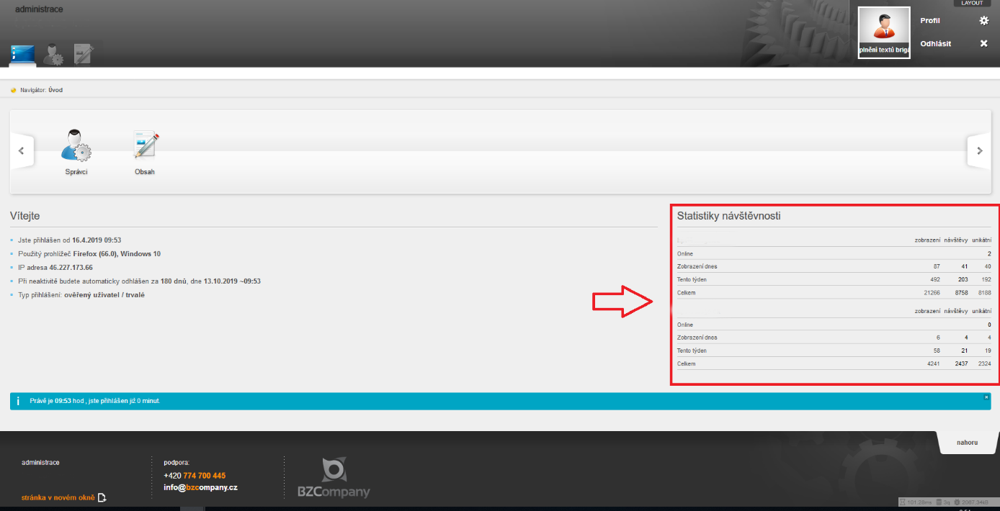 administrace
LAYOUT
Profil
plnění textů brigá
Odhlásit
Navigátor: Úvod
Správci
Obsah
Vítejte
Jste přihlášen od 16.4.2019 09:53
Použitý prohlížeč Firefox (66.0), Windows 10
IP adresa 46.227.173.66
Při neaktivitě budete automaticky odhlášen za 180 dnů, dne 13.10.2019 ~09:53
Typ přihlášení: ověřený uživatel / trvalé
Statistiky návštěvnosti
zobrazení návštěvy unikátní
Online 2
Zobrazení dnes 87 41 40
Tento týden 492 203 192
Celkem 21266 8758 8188
zobrazení návštěvy unikátní
Online 0
Zobrazení dnes 6 4 4
Tento týden 58 21 19
Celkem 4241 2437 2324
Právě je 09:53 hod , jste přihlášen již 0 minut.
nahoru
administrace
stránka v novém okně
podpora:
+420 774 700 445
info@bzcompany.cz
BZCompany
101.28ms 3q 2087.34kB